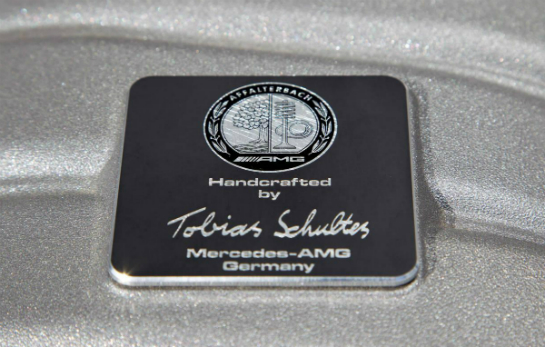 AFFALTERBACH
AMG
Handcrafted
by
Tobias Schultes
Mercedes-AMG
Germany